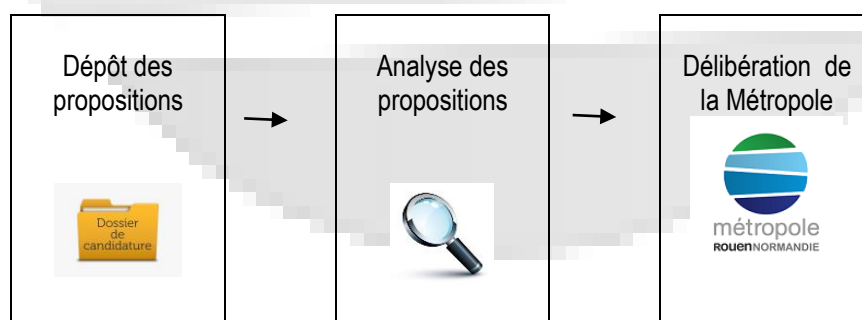 Dépôt des
propositions
Dossier
de
candidature
Analyse des
propositions
Délibération de
la Métropole
métropole
ROUENNORMANDIE